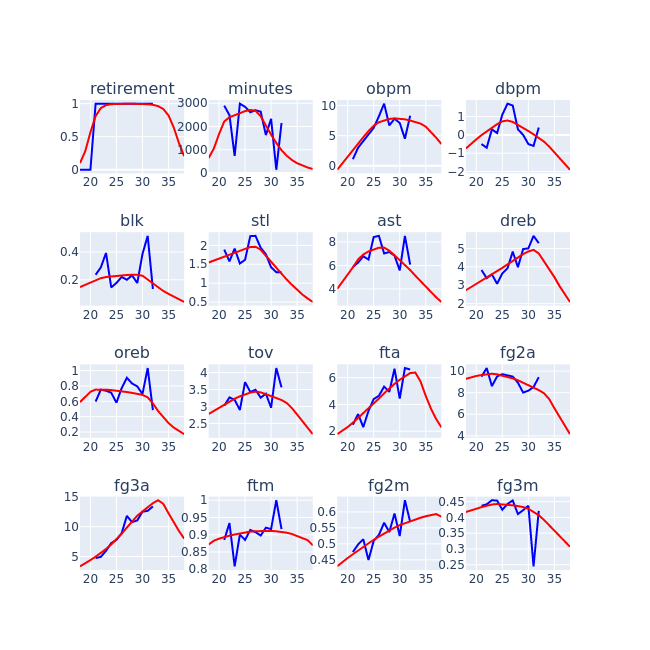 retirement minutes obpm dbpm
1 0.5 0 3000 2000 1000 0 10 5 0 1 0 −1 −2
20 25 30 35 20 25 30 35 20 25 30 35 20 25 30 35
blk stl ast dreb
0.4 0.2 2 1.5 1 0.5 8 6 4 5 4 3 2
20 25 30 35 20 25 30 35 20 25 30 35 20 25 30 35
oreb tov fta fg2a
1 0.8 0.6 0.4 0.2 4 3.5 3 2.5 6 4 2 10 8 6 4
20 25 30 35 20 25 30 35 20 25 30 35 20 25 30 35
fg3a ftm fg2m fg3m
15 10 5 1 0.95 0.9 0.85 0.8 0.6 0.55 0.5 0.45 0.45 0.4 0.35 0.3 0.25
20 25 30 35 20 25 30 35 20 25 30 35 20 25 30 35